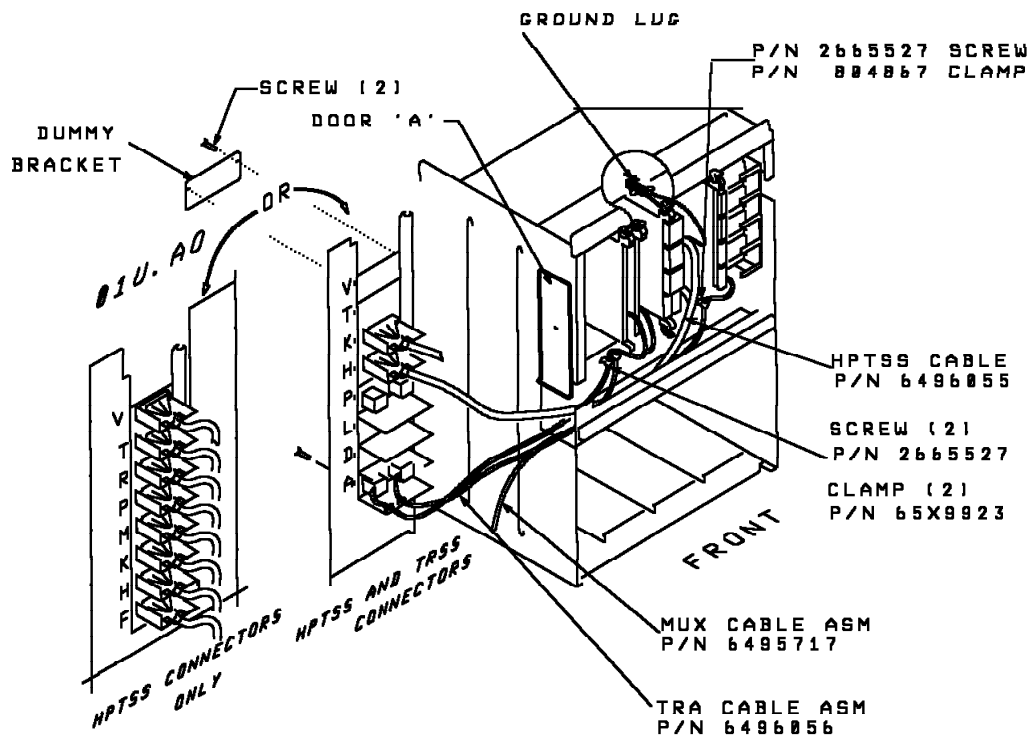 GROUND LUG
P/N 2665527 SCREW
P/N 804867 CLAMP
SCREW (2)
DOOR 'A'
DUMMY
BRACKET
OR
01U.A0
V
T
K
H
P
L
D
A
V
T
R
P
M
K
H
F
HPTSS CABLE
P/N 6496055
SCREW (2)
P/N 2665527
CLAMP (2)
P/N 65X9923
FRONT
HPTSS AND TRSS
CONNECTORS
HPTSS CONNECTORS
ONLY
MUX CABLE ASM
P/N 6495717
TRA CABLE ASM
P/N 6496056